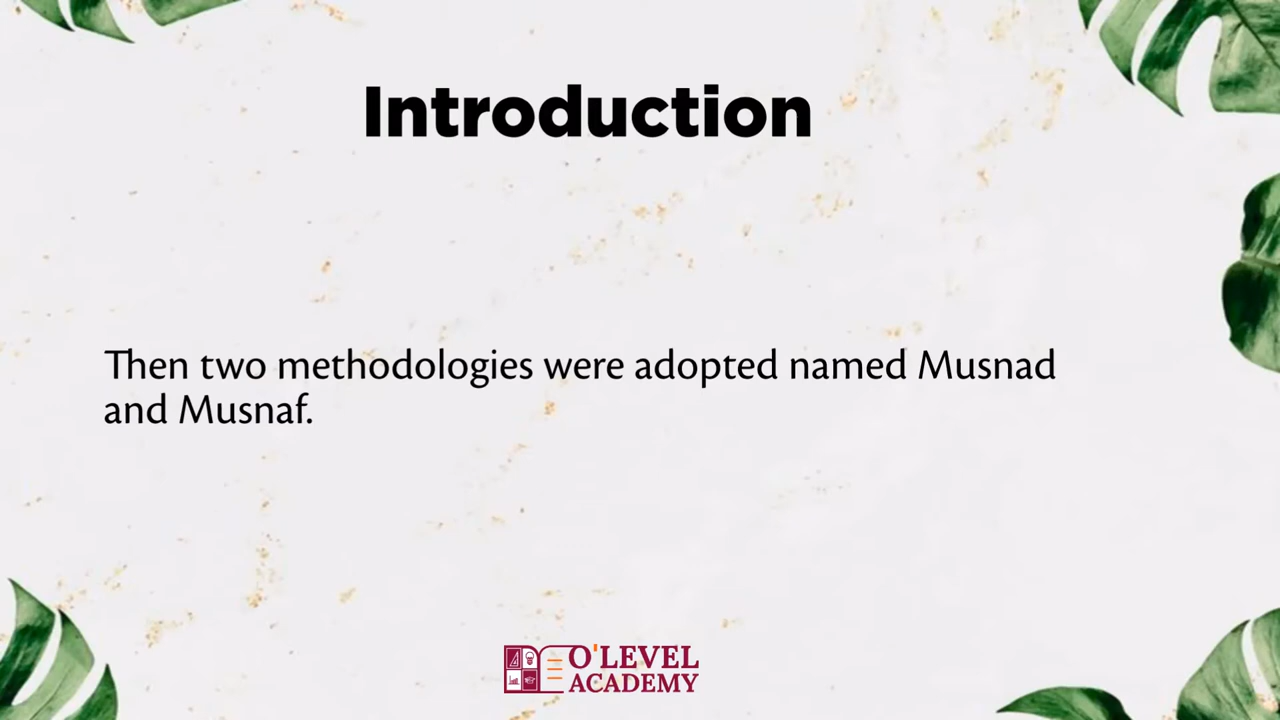 Introduction
Then two methodologies were adopted named Musnad
and Musnaf.
O'LEVEL
ACADEMY